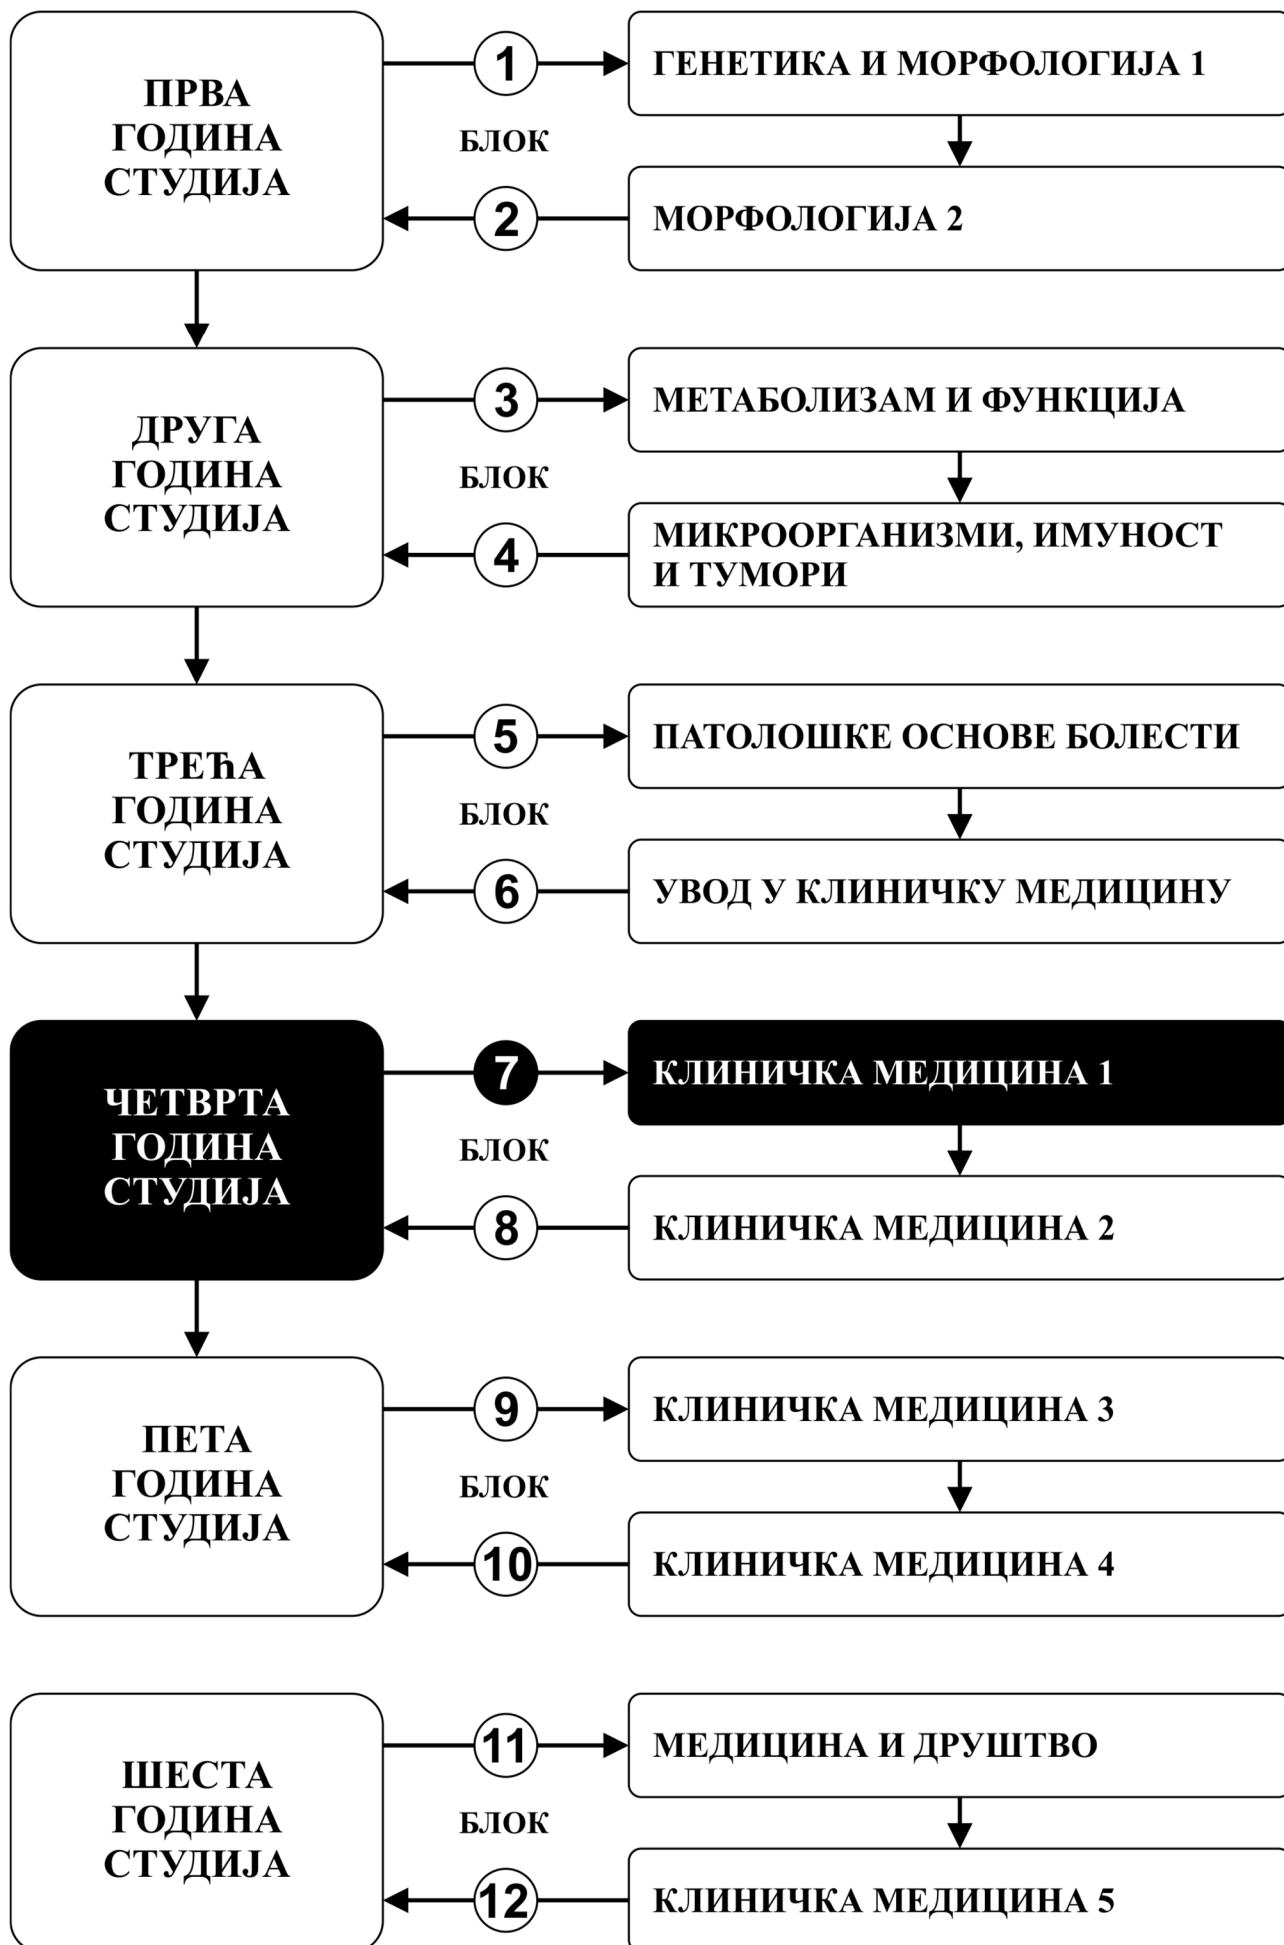 ПРВА
ГОДИНА
СТУДИЈА
1
БЛОК
2
ГЕНЕТИКА И МОРФОЛОГИЈА 1
МОРФОЛОГИЈА 2
ДРУГА
ГОДИНА
СТУДИЈА
3
БЛОК
4
МЕТАБОЛИЗАМ И ФУНКЦИЈА
МИКРООРГАНИЗМИ, ИМУНОСТ
И ТУМОРИ
ТРЕЋА
ГОДИНА
СТУДИЈА
5
БЛОК
6
ПАТОЛОШКЕ ОСНОВЕ БОЛЕСТИ
УВОД У КЛИНИЧКУ МЕДИЦИНУ
ЧЕТВРТА
ГОДИНА
СТУДИЈА
7
БЛОК
8
КЛИНИЧКА МЕДИЦИНА 1
КЛИНИЧКА МЕДИЦИНА 2
ПЕТА
ГОДИНА
СТУДИЈА
9
БЛОК
10
КЛИНИЧКА МЕДИЦИНА 3
КЛИНИЧКА МЕДИЦИНА 4
ШЕСТА
ГОДИНА
СТУДИЈА
11
БЛОК
12
МЕДИЦИНА И ДРУШТВО
КЛИНИЧКА МЕДИЦИНА 5